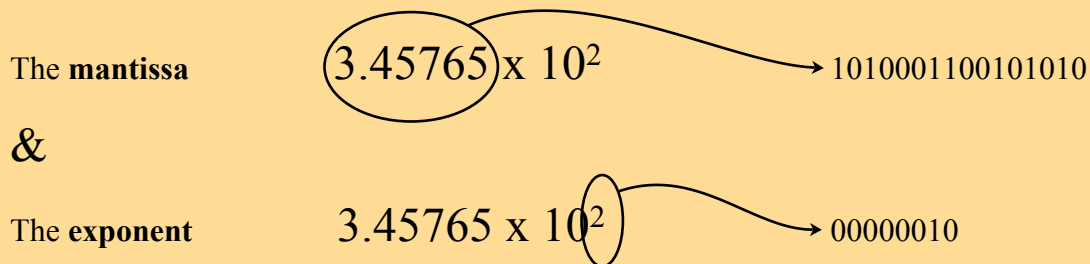 The mantissa 3.45765 x 10² 1010001100101010
&
The exponent 3.45765 x 10² 00000010